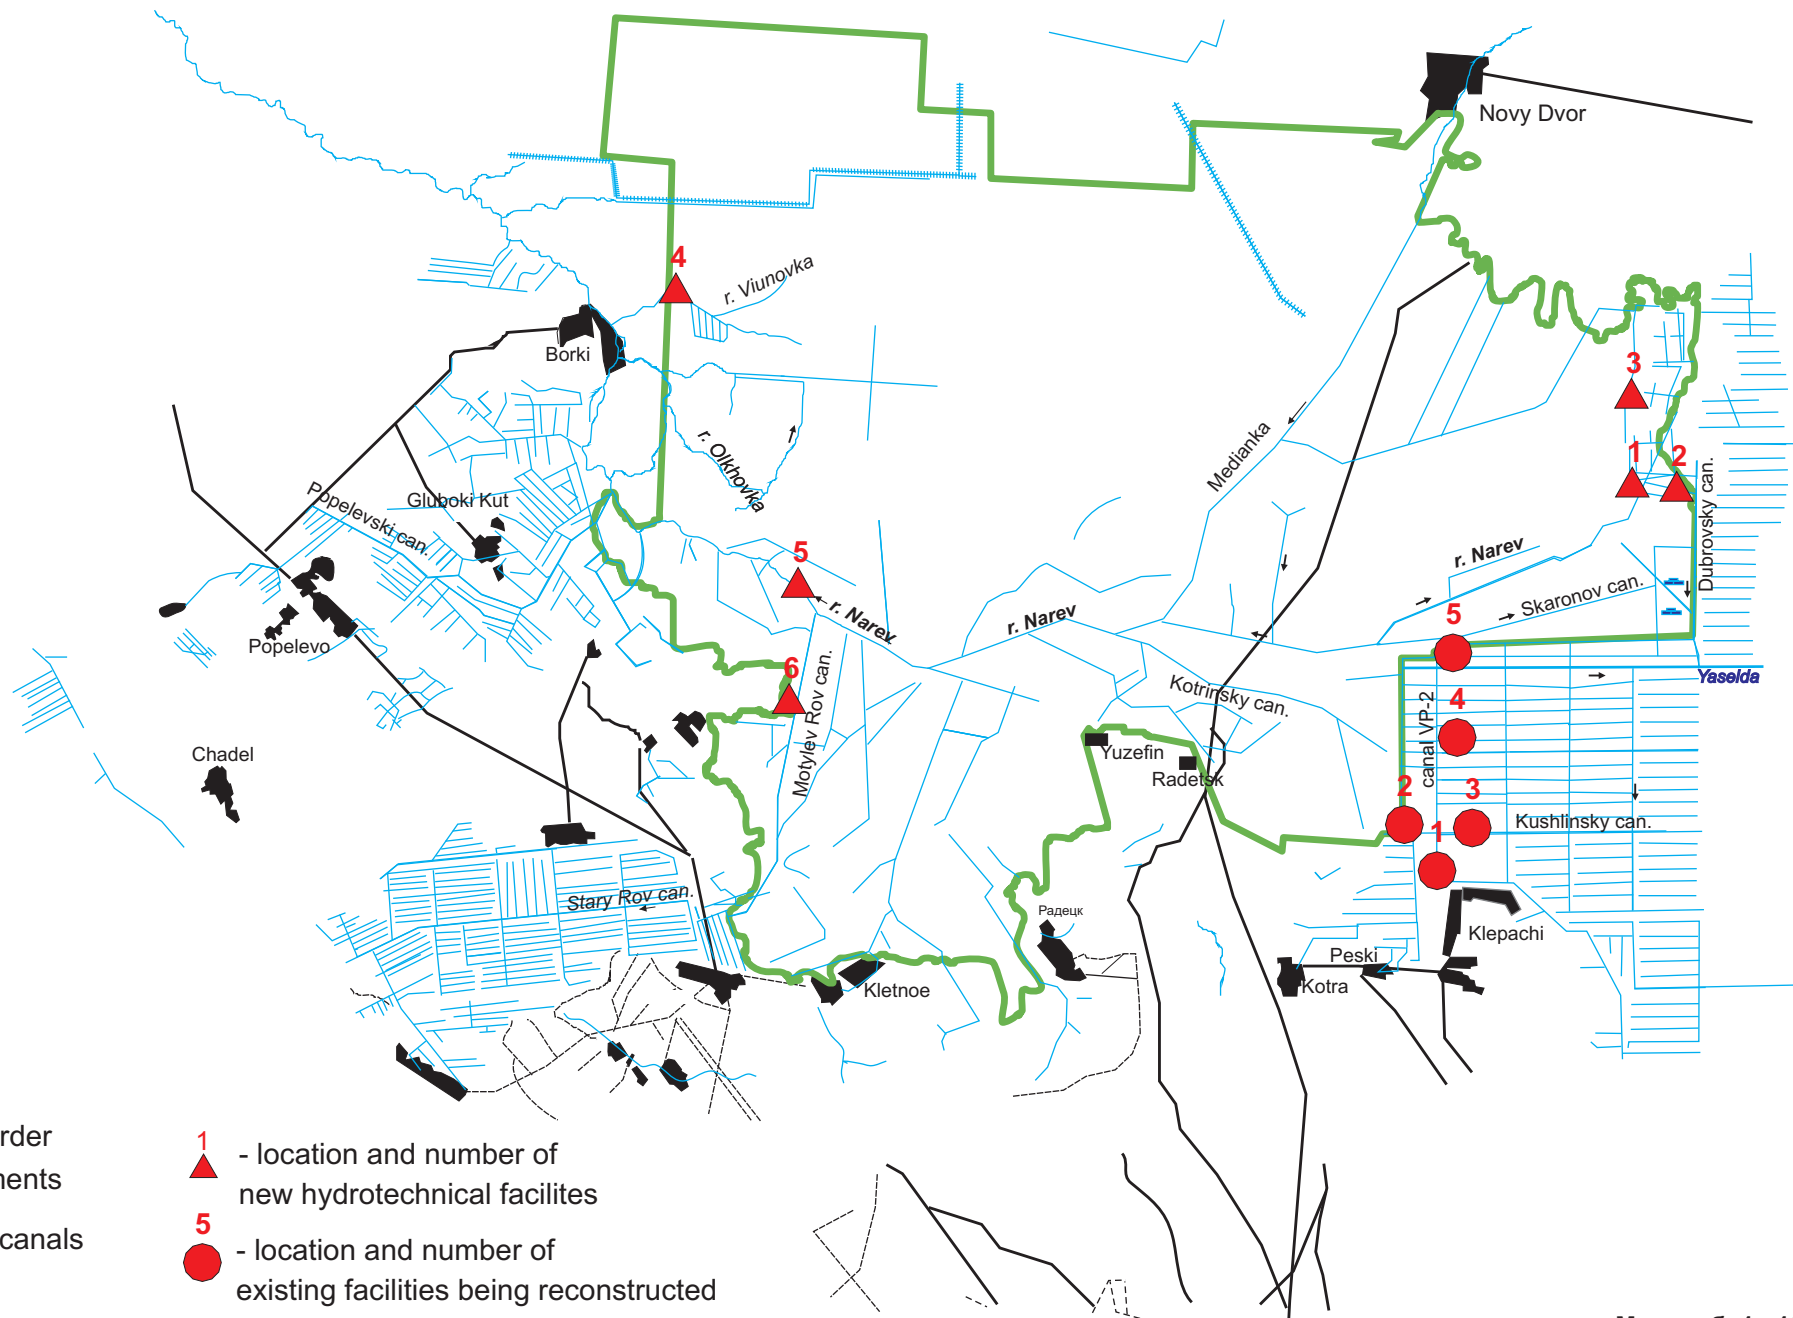 Novy Dvor
4
r. Viunovka
Borki
3
r. Olkhovka
Medianka
1
2
Popelevski can.
Gluboki Kut
Dubrovsky can.
5
r. Narev
r. Narev
r. Narev
Skaronov can.
5
Popelevo
6
Motylev Rov can.
Kotrinsky can.
Yaselda
canal VP-2
4
Yuzefin
Radetsk
Chadel
2
3
1
Kushlinsky can.
Stary Rov can.
Радецк
Klepachi
Peski
Kotra
Kletnoe
rder
nents
canals
1
- location and number of
new hydrotechnical facilites
5
- location and number of
existing facilities being reconstructed